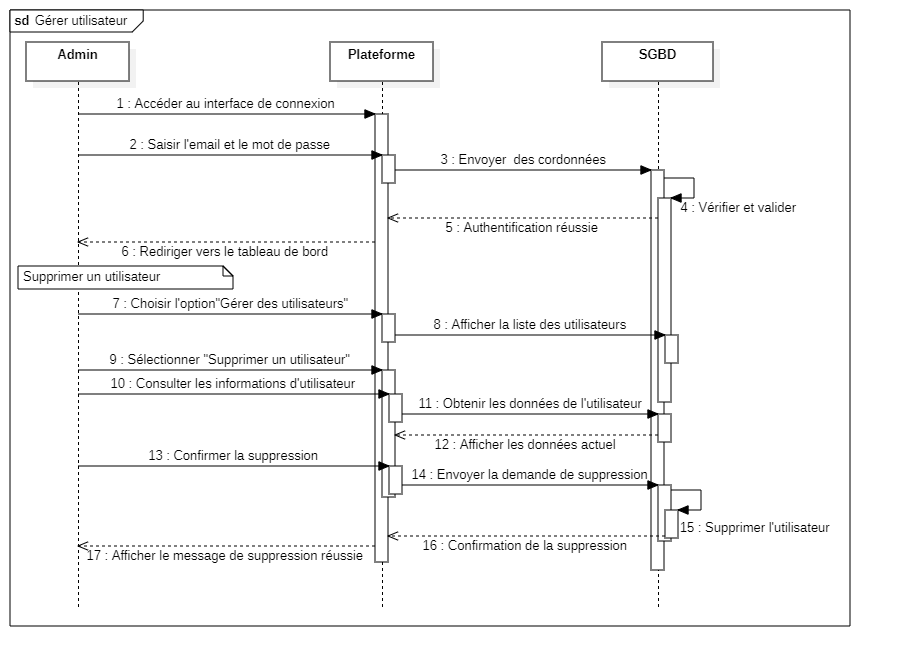 sd Gérer utilisateur
Admin
Plateforme
SGBD
1 : Accéder au interface de connexion
2 : Saisir l'email et le mot de passe
3 : Envoyer  des cordonnées
4 : Vérifier et valider
5 : Authentification réussie
6 : Rediriger vers le tableau de bord
Supprimer un utilisateur
7 : Choisir l'option"Gérer des utilisateurs"
8 : Afficher la liste des utilisateurs
9 : Sélectionner "Supprimer un utilisateur"
10 : Consulter les informations d'utilisateur
11 : Obtenir les données de l'utilisateur
12 : Afficher les données actuel
13 : Confirmer la suppression
14 : Envoyer la demande de suppression
15 : Supprimer l'utilisateur
16 : Confirmation de la suppression
17 : Afficher le message de suppression réussie